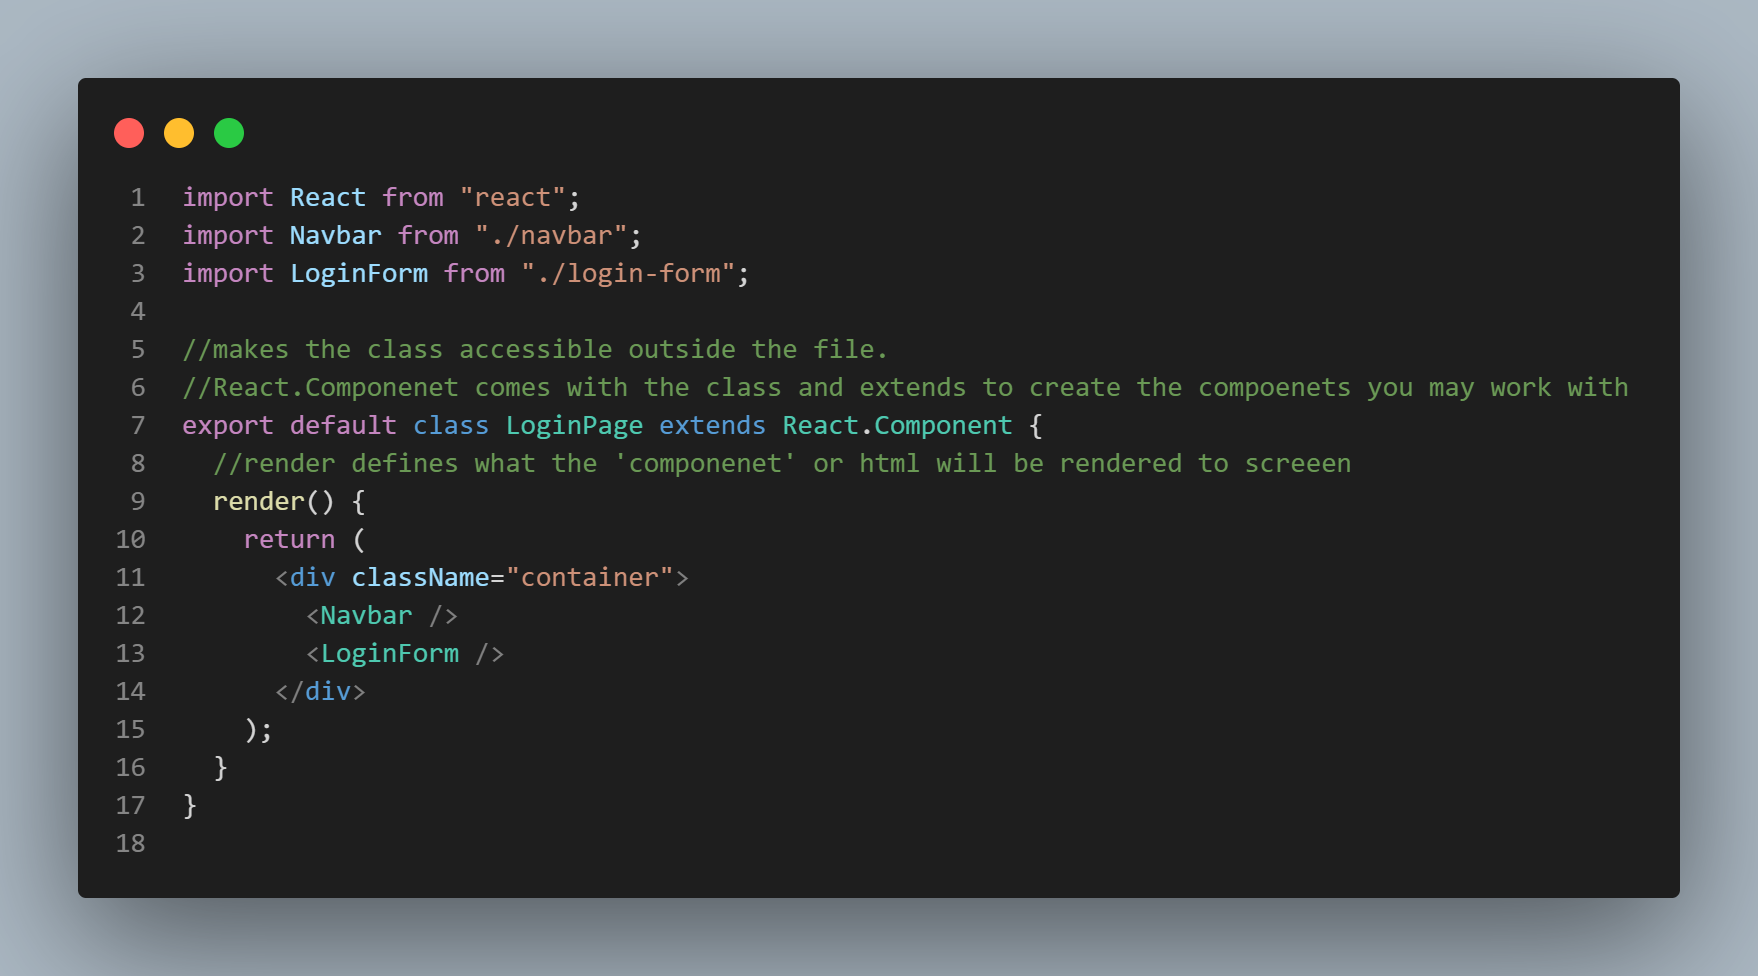 1 import React from "react";
2 import Navbar from "./navbar";
3 import LoginForm from "./login-form";
4
5 //makes the class accessible outside the file.
6 //React.Componenet comes with the class and extends to create the compoenets you may work with
7 export default class LoginPage extends React.Component {
8   //render defines what the 'componenet' or html will be rendered to screeen
9   render() {
10     return (
11       <div className="container">
12         <Navbar />
13         <LoginForm />
14       </div>
15     );
16   }
17 }
18